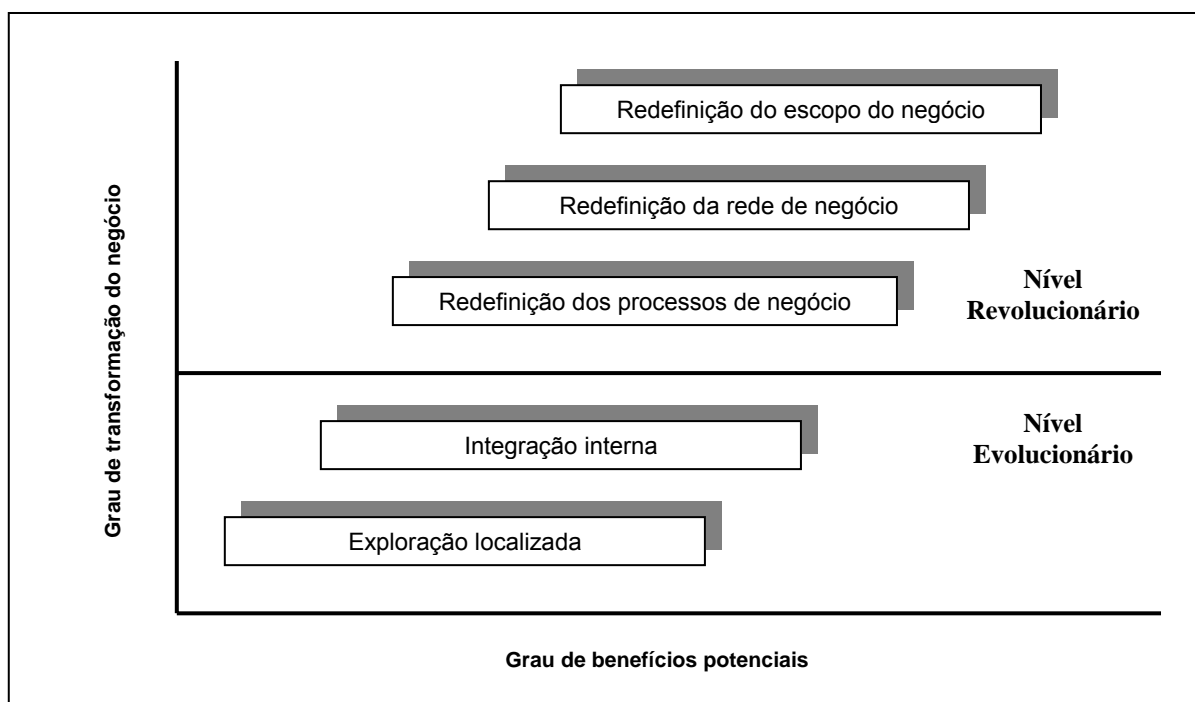 Redefinição do escopo do negócio
Redefinição da rede de negócio
Redefinição dos processos de negócio
Nível
Revolucionário
Integração interna
Nível
Evolucionário
Exploração localizada
Grau de transformação do negócio
Grau de benefícios potenciais